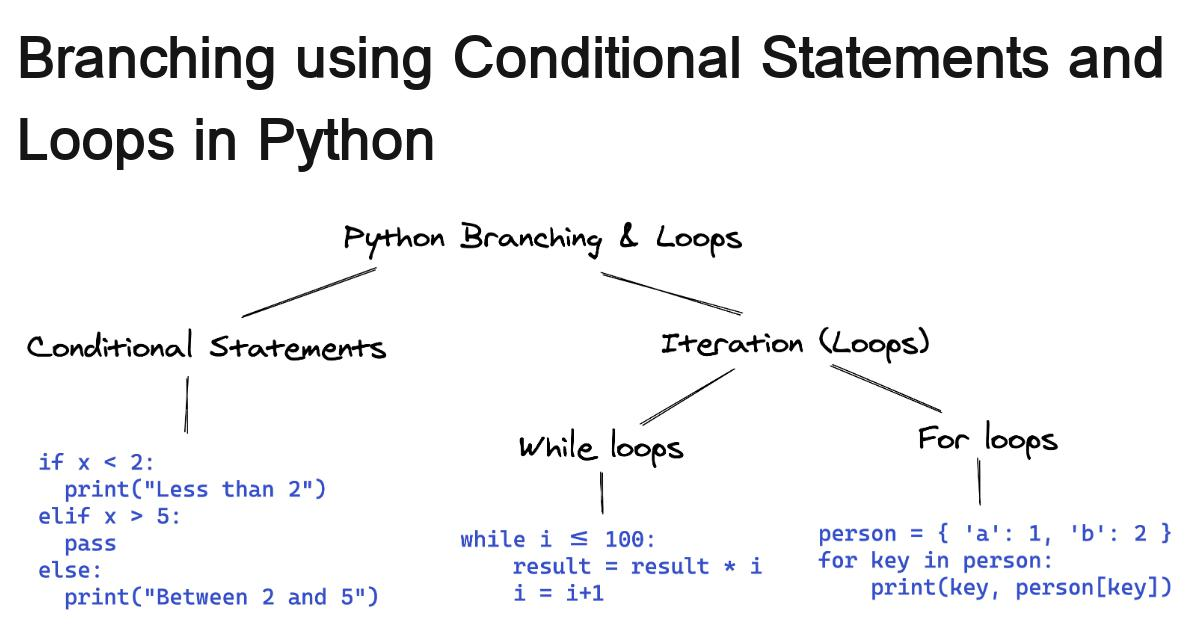 Branching using Conditional Statements and
Loops in Python
Python Branching & Loops
Conditional Statements
Iteration (Loops)
While loops
For loops
if x < 2:
  print("Less than 2")
elif x > 5:
  pass
else:
  print("Between 2 and 5")
while i ≤ 100:
    result = result * i
    i = i+1
person = { 'a': 1, 'b': 2 }
for key in person:
    print(key, person[key])